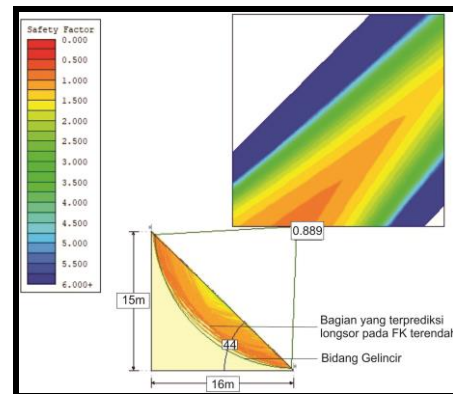 Safety Factor
0.000
0.500
1.000
1.500
2.000
2.500
3.000
3.500
4.000
4.500
5.000
5.500
6.000+
0.889
15m
44
16m
Bagian yang terprediksi
longsor pada FK terendah
Bidang Gelincir